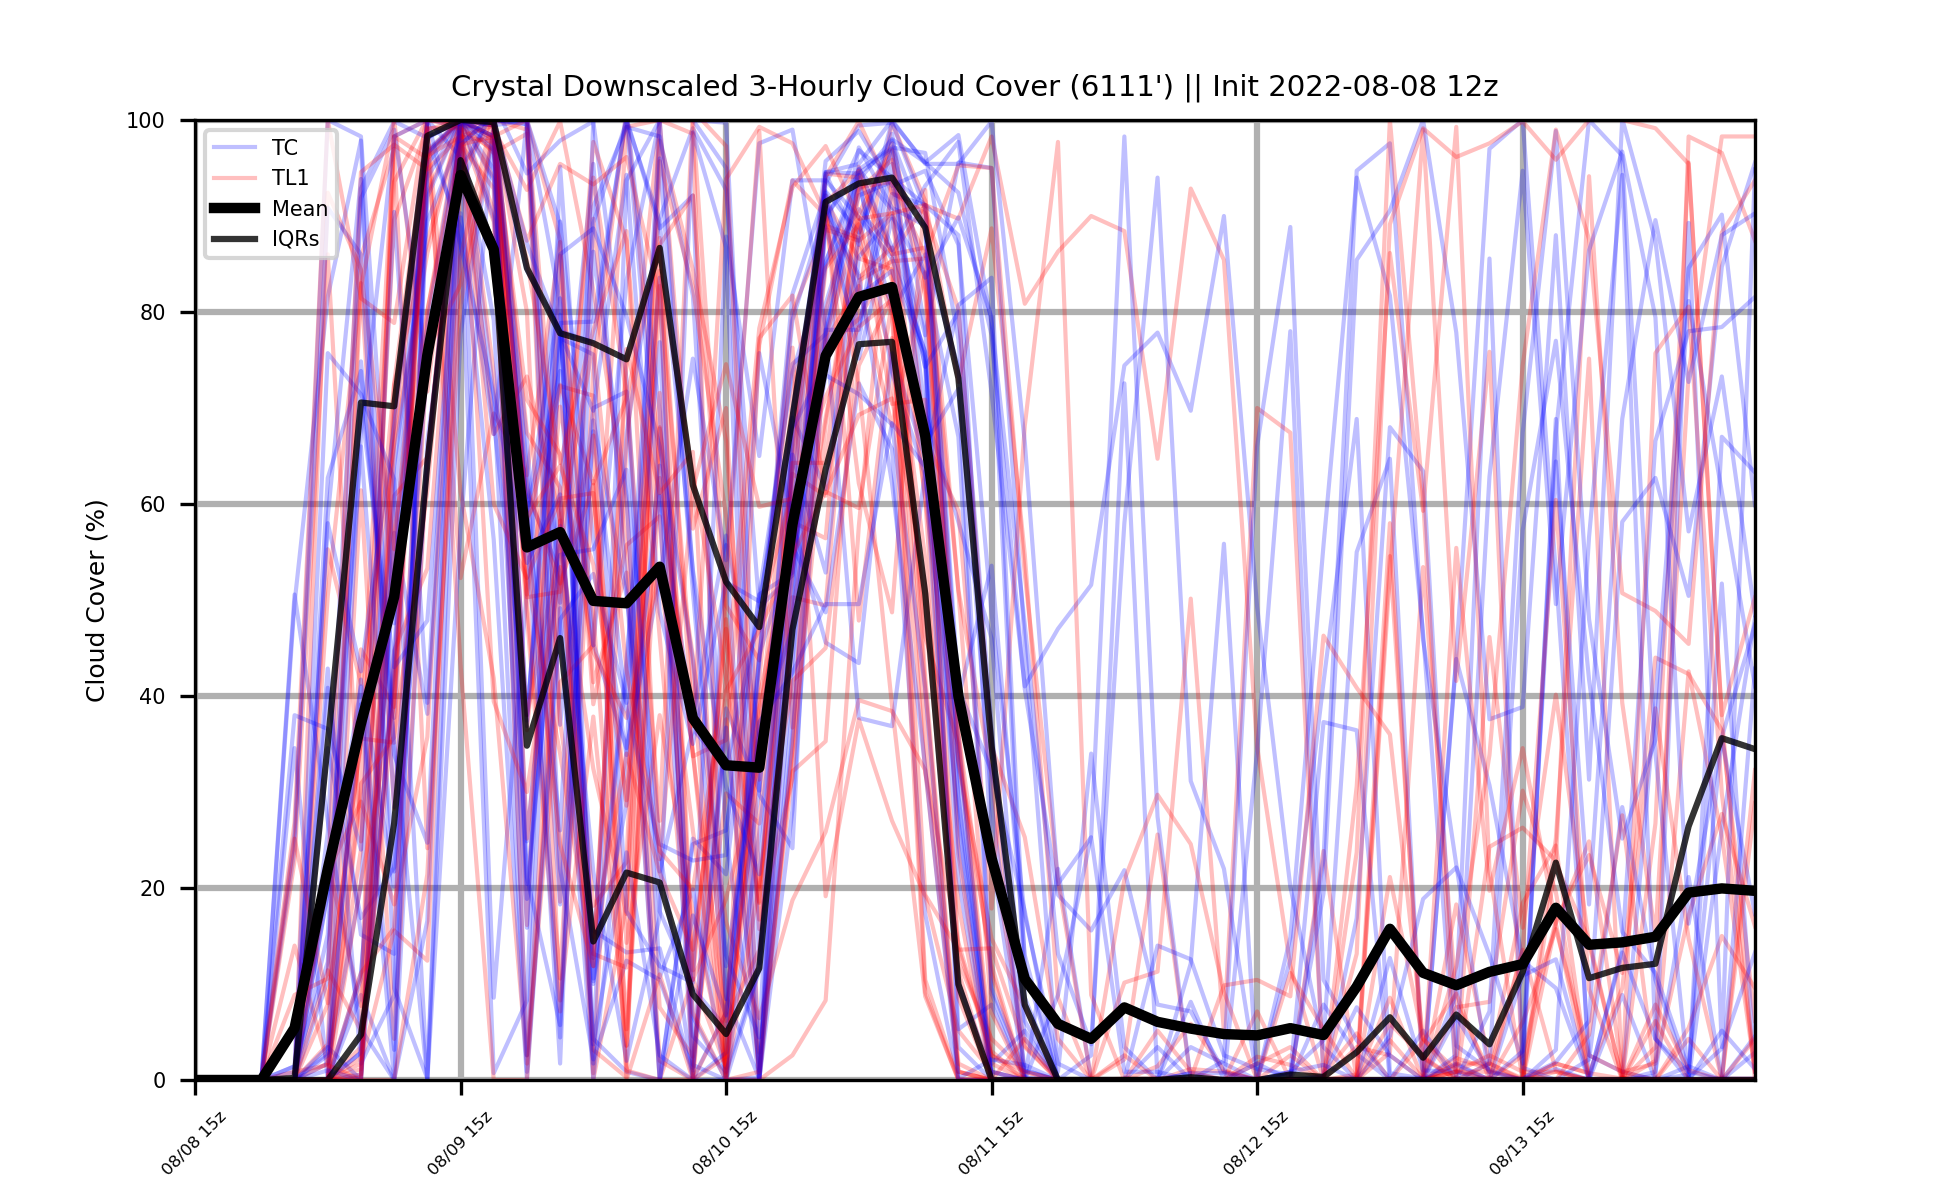 Crystal Downscaled 3-Hourly Cloud Cover (6111') || Init 2022-08-08 12z
TC
TL1
Mean
IQRs
Cloud Cover (%)
100
80
60
40
20
0
08/08 15z
08/09 15z
08/10 15z
08/11 15z
08/12 15z
08/13 15z